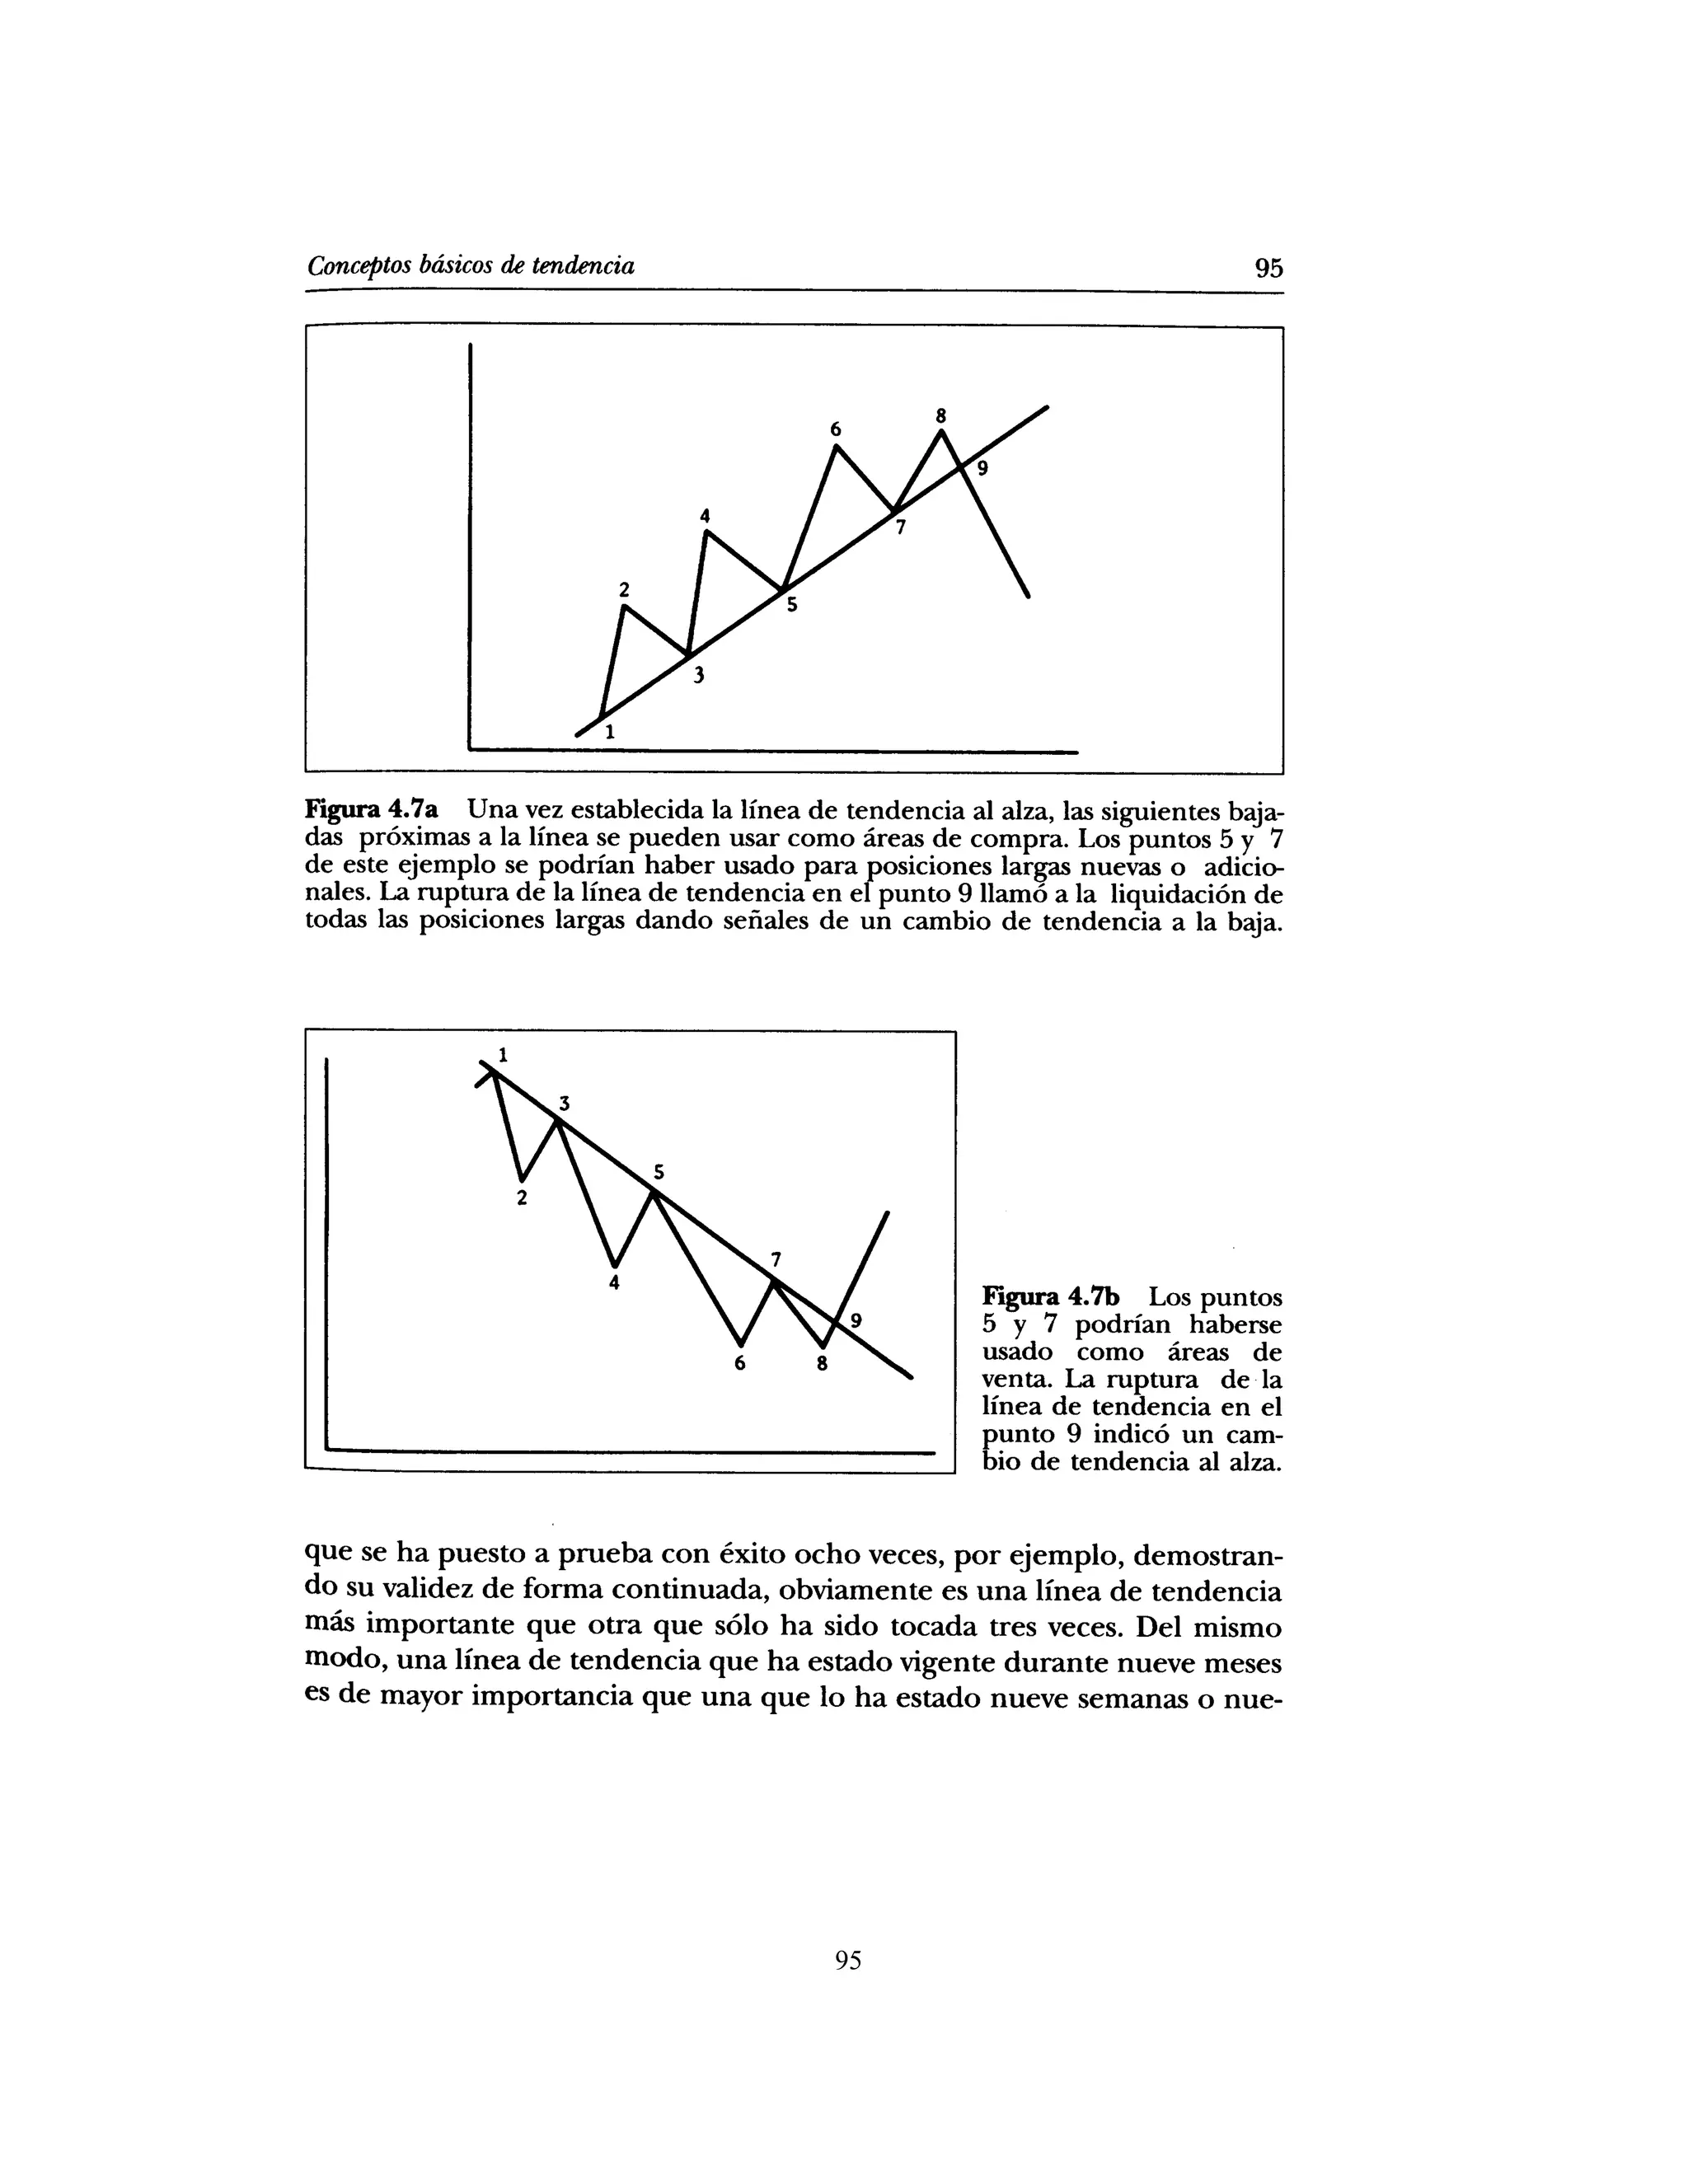 Conceptos básicos de tendencia 95
6
8
9
4
7
2
5
3
1
Figura 4.7a Una vez establecida la línea de tendencia al alza, las siguientes baja-
das próximas a la línea se pueden usar como áreas de compra. Los puntos 5 y 7
de este ejemplo se podrían haber usado para posiciones largas nuevas o adicio-
nales. La ruptura de la línea de tendencia en el punto 9 llamó a la liquidación de
todas las posiciones largas dando señales de un cambio de tendencia a la baja.
1
3
5
2
7
4
9
6
8
Figura 4.7b Los puntos
5 y 7 podrían haberse
usado como áreas de
venta. La ruptura de la
línea de tendencia en el
punto 9 indicó un cam-
bio de tendencia al alza.
que se ha puesto a prueba con éxito ocho veces, por ejemplo, demostran-
do su validez de forma continuada, obviamente es una línea de tendencia
más importante que otra que sólo ha sido tocada tres veces. Del mismo
modo, una línea de tendencia que ha estado vigente durante nueve meses
es de mayor importancia que una que lo ha estado nueve semanas o nue-
95